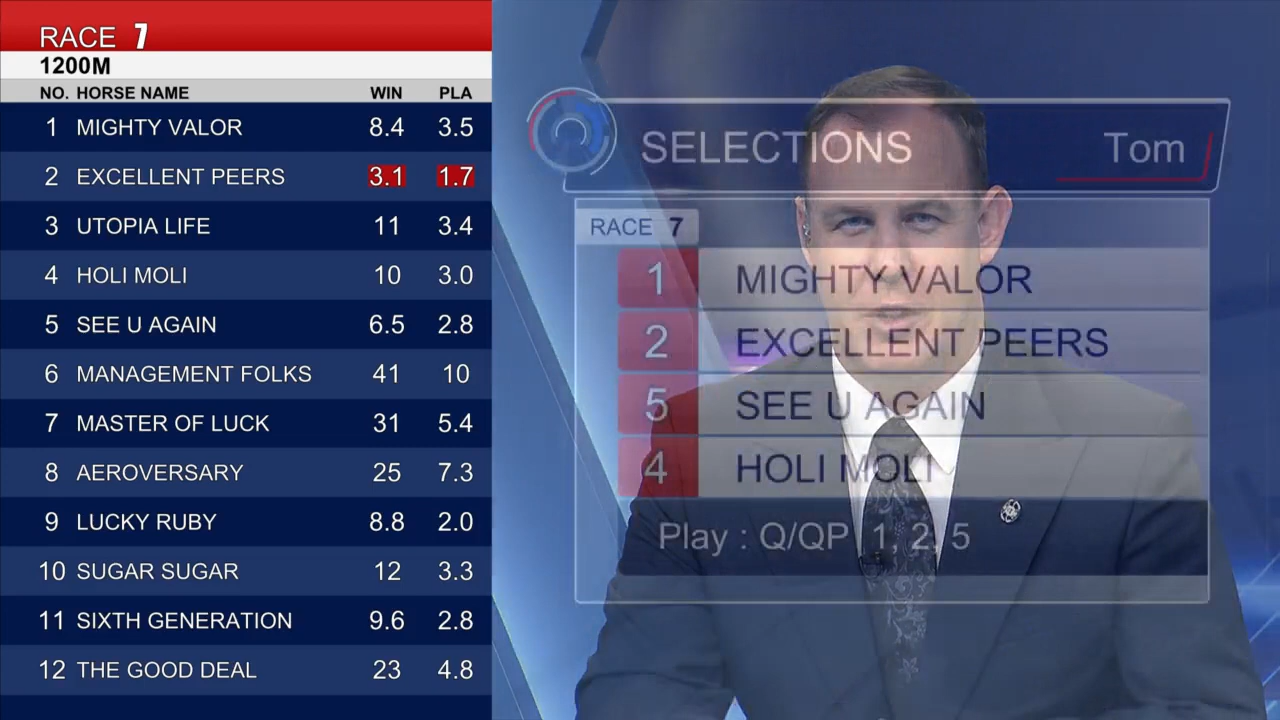 RACE 7
1200M
NO. HORSE NAME WIN PLA
1 MIGHTY VALOR 8.4 3.5
2 EXCELLENT PEERS 3.1 1.7
3 UTOPIA LIFE 11 3.4
4 HOLI MOLI 10 3.0
5 SEE U AGAIN 6.5 2.8
6 MANAGEMENT FOLKS 41 10
7 MASTER OF LUCK 31 5.4
8 AEROVERSARY 25 7.3
9 LUCKY RUBY 8.8 2.0
10 SUGAR SUGAR 12 3.3
11 SIXTH GENERATION 9.6 2.8
12 THE GOOD DEAL 23 4.8
SELECTIONS Tom
RACE 7
1 MIGHTY VALOR
2 EXCELLENT PEERS
5 SEE U AGAIN
4 HOLI MOLI
Play : Q/QP 1, 2, 5